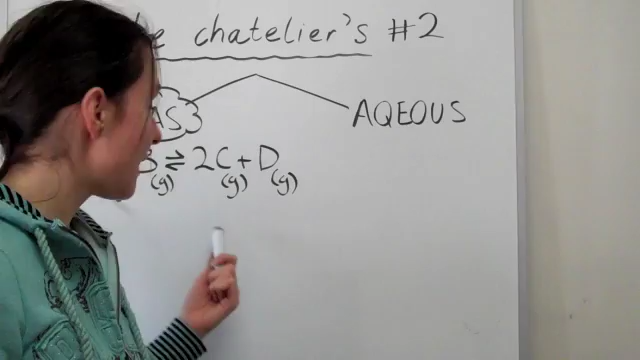 e chatelier's #2
AS AQEOUS
B ⇌ 2C + D
(g) (g) (g)